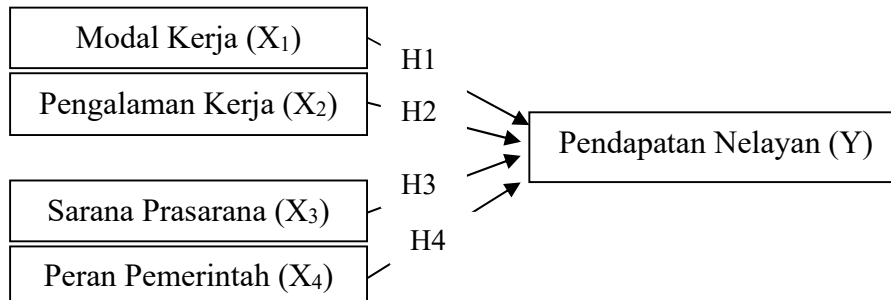 Modal Kerja (X₁)
H1
Pengalaman Kerja (X₂)
H2
Pendapatan Nelayan (Y)
H3
Sarana Prasarana (X₃)
H4
Peran Pemerintah (X₄)